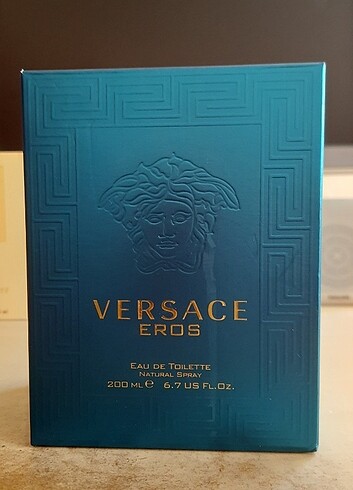 VERSACE
EROS
EAU DE TOILETTE
NATURAL SPRAY
200 ML ℮ 6.7 US FL.OZ.